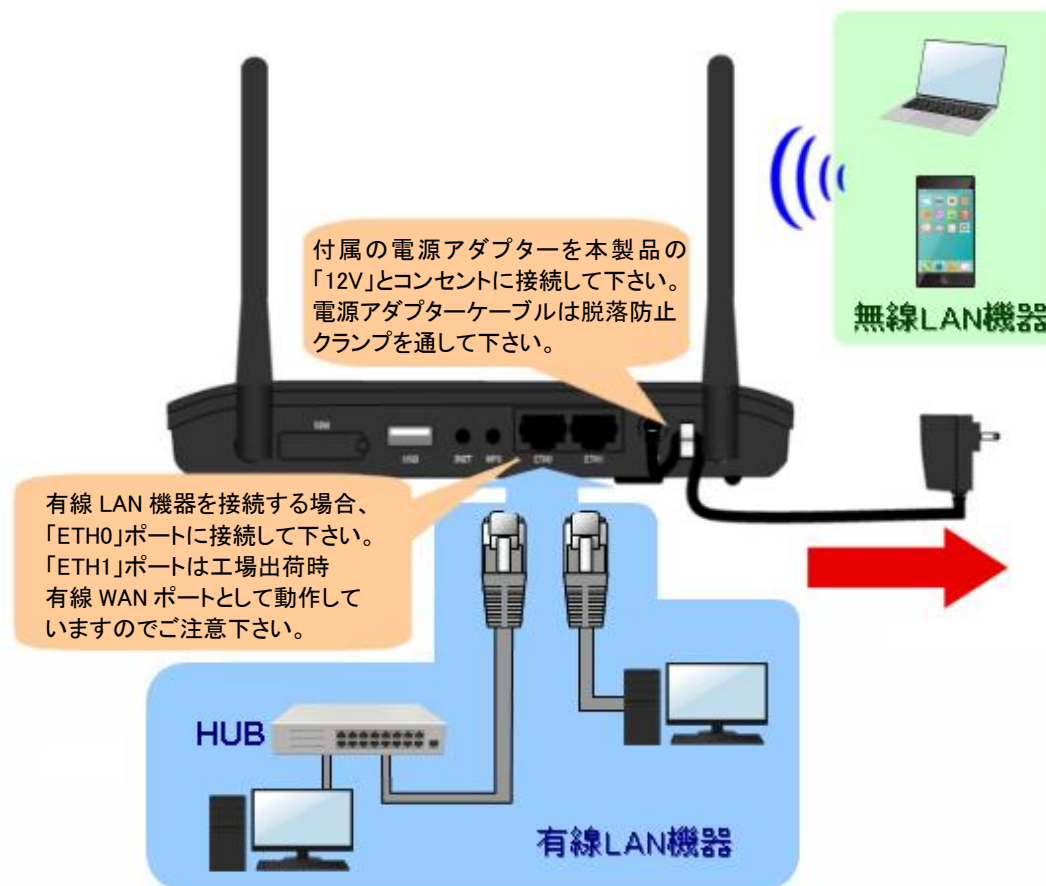 付属の電源アダプターを本製品の
「12V」とコンセントに接続して下さい。
電源アダプターケーブルは脱落防止
クランプを通して下さい。
無線LAN機器
SIM
USB
INIT
WPS
ETH0
ETH1
有線 LAN 機器を接続する場合、
「ETH0」ポートに接続して下さい。
「ETH1」ポートは工場出荷時
有線 WAN ポートとして動作して
いますのでご注意下さい。
HUB
有線LAN機器